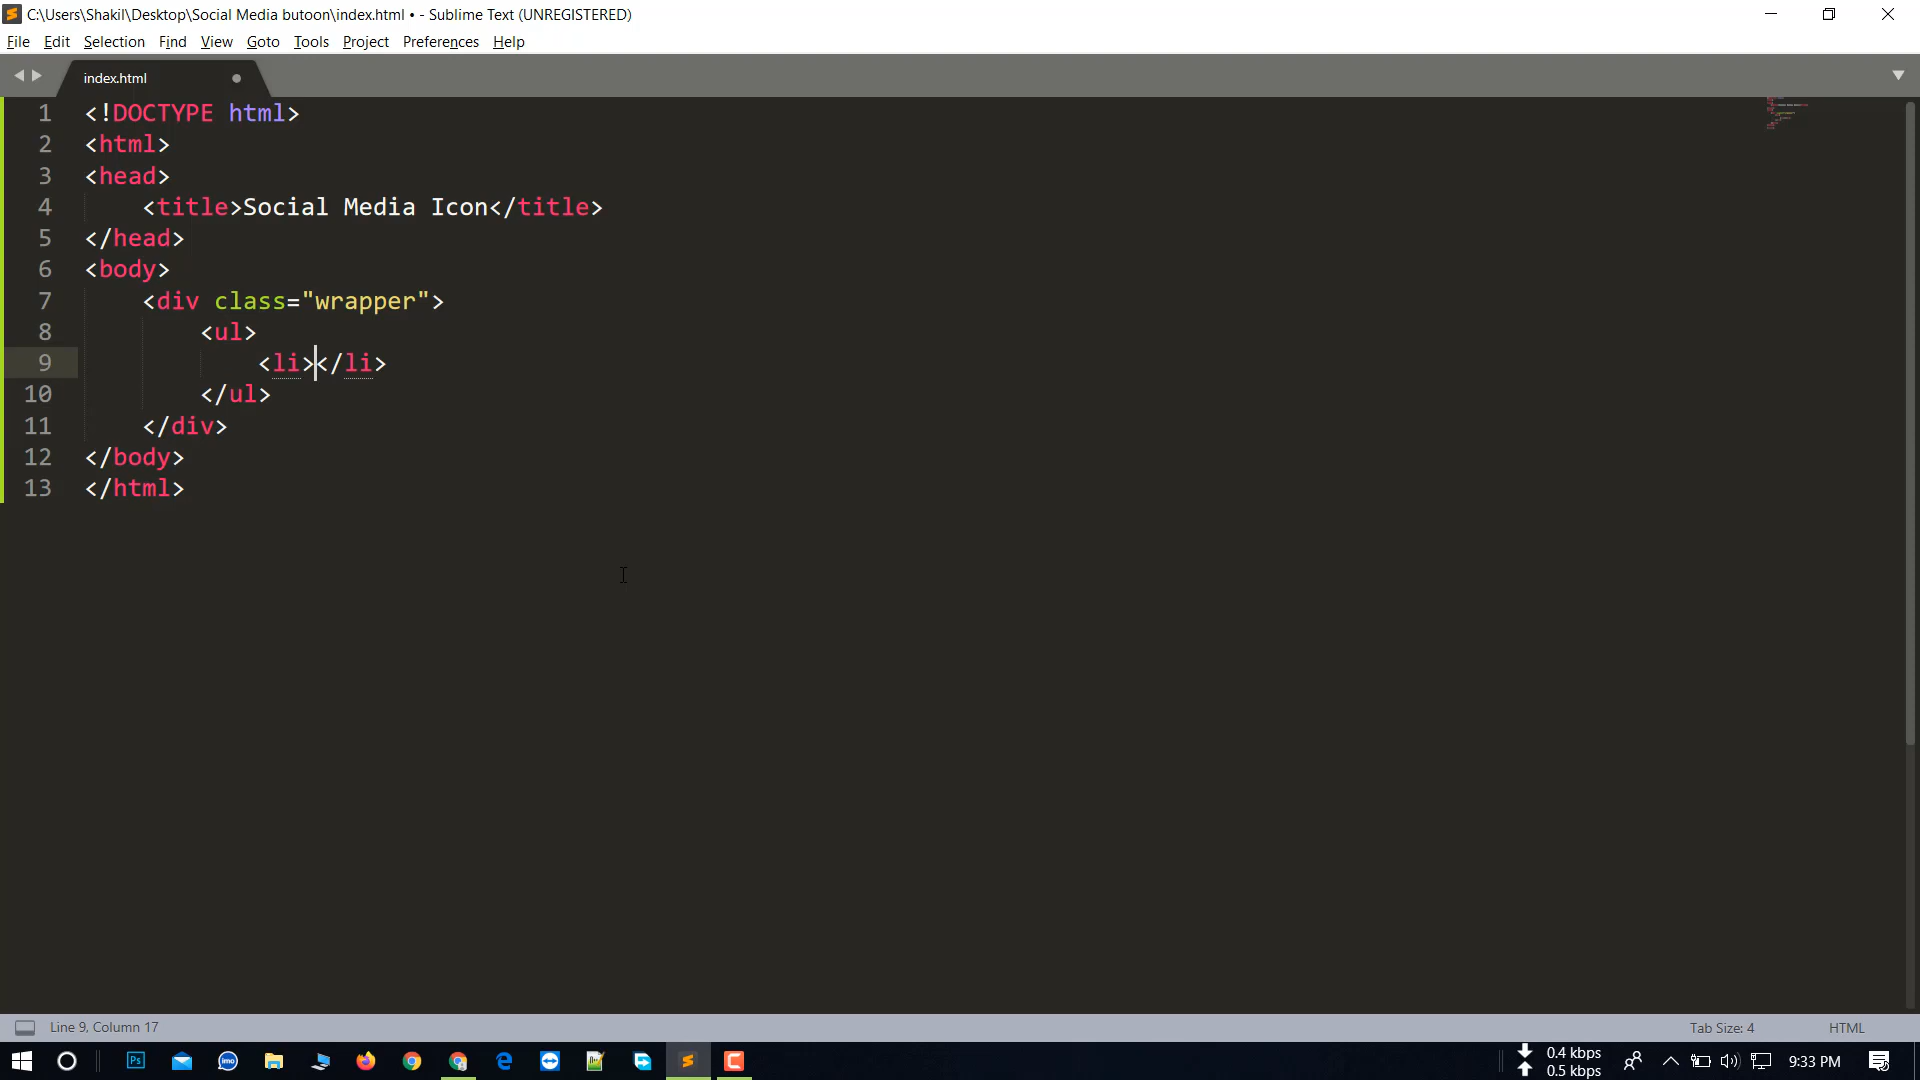 C:\Users\Shakil\Desktop\Social Media butoon\index.html • - Sublime Text (UNREGISTERED)
File Edit Selection Find View Goto Tools Project Preferences Help
index.html
1 <!DOCTYPE html>
2 <html>
3 <head>
4 <title>Social Media Icon</title>
5 </head>
6 <body>
7 <div class="wrapper">
8 <ul>
9 <li></li>
10 </ul>
11 </div>
12 </body>
13 </html>
Line 9, Column 17 Tab Size: 4 HTML
Ps imo 0.4 kbps
0.5 kbps
9:33 PM